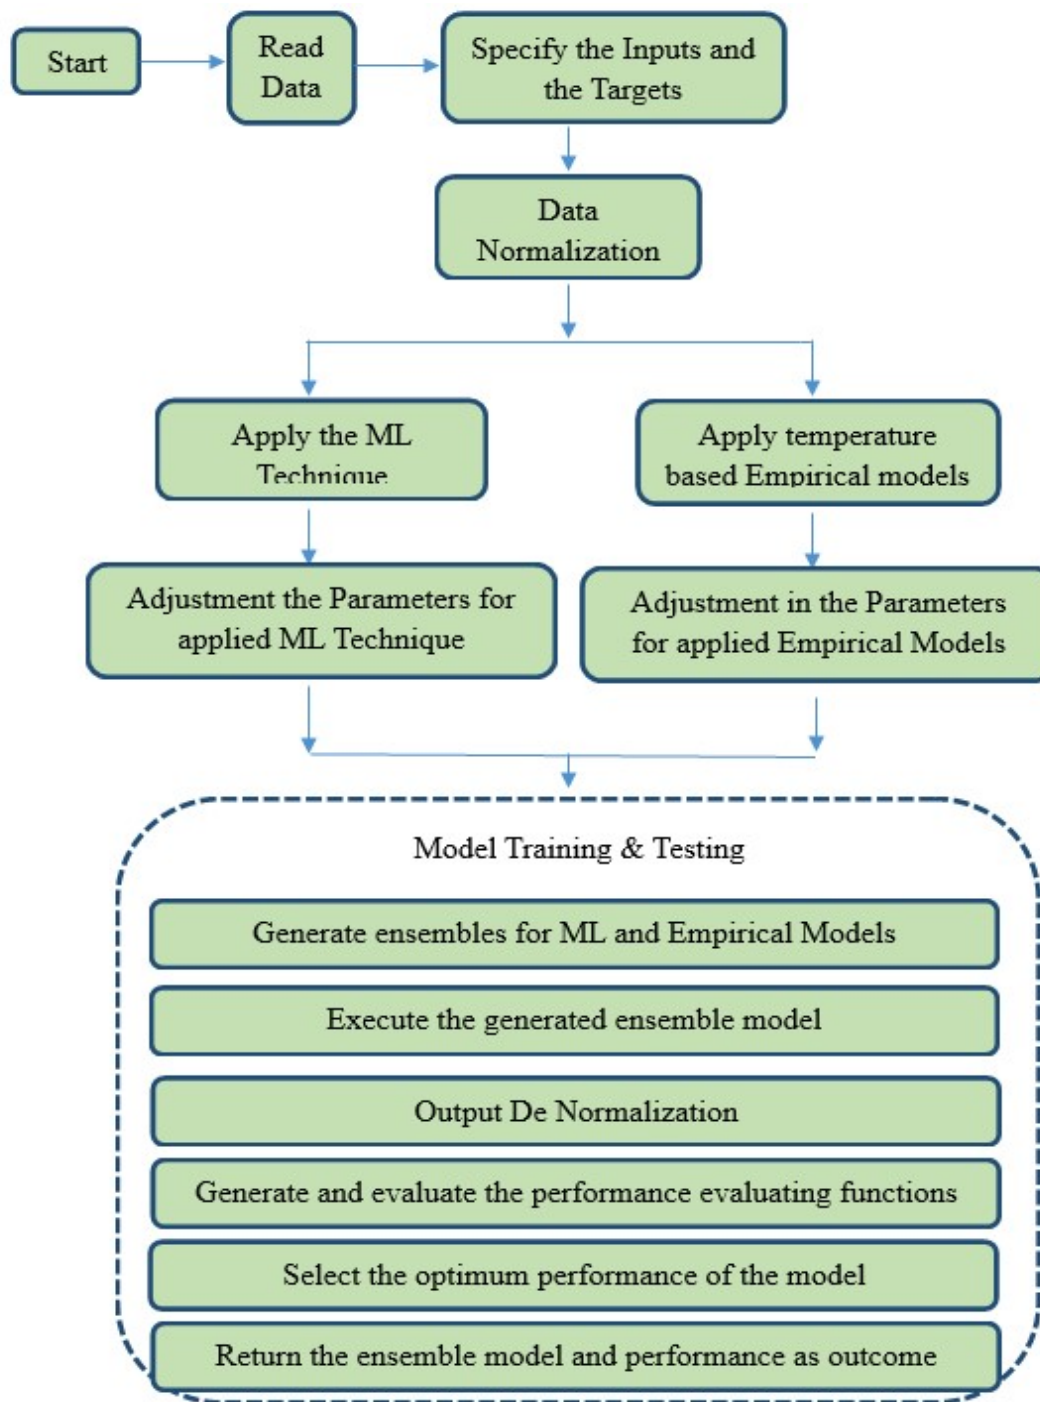 Start
Read
Data
Specify the Inputs and
the Targets
Data
Normalization
Apply the ML
Technique
Apply temperature
based Empirical models
Adjustment the Parameters for
applied ML Technique
Adjustment in the Parameters
for applied Empirical Models
Model Training & Testing
Generate ensembles for ML and Empirical Models
Execute the generated ensemble model
Output De Normalization
Generate and evaluate the performance evaluating functions
Select the optimum performance of the model
Return the ensemble model and performance as outcome